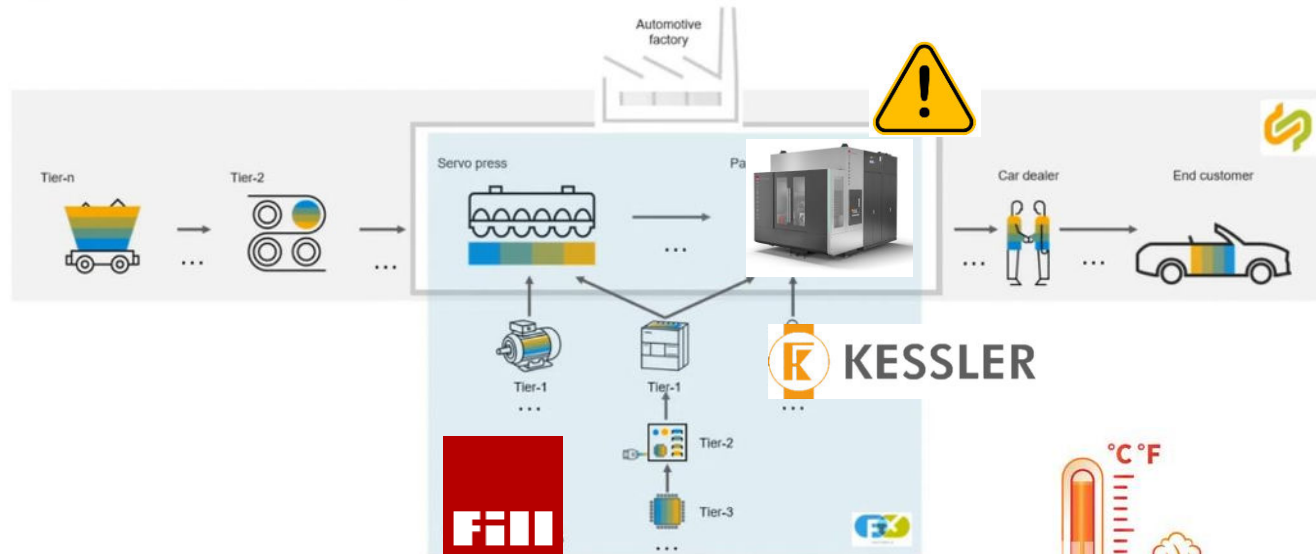 Automotive
factory
Servo press
Pa
Tier-n
Tier-2
Car dealer
End customer
...
...
...
...
...
Tier-1
...
Tier-1
KESSLER
...
Tier-2
Tier-3
...
Fill
°C °F